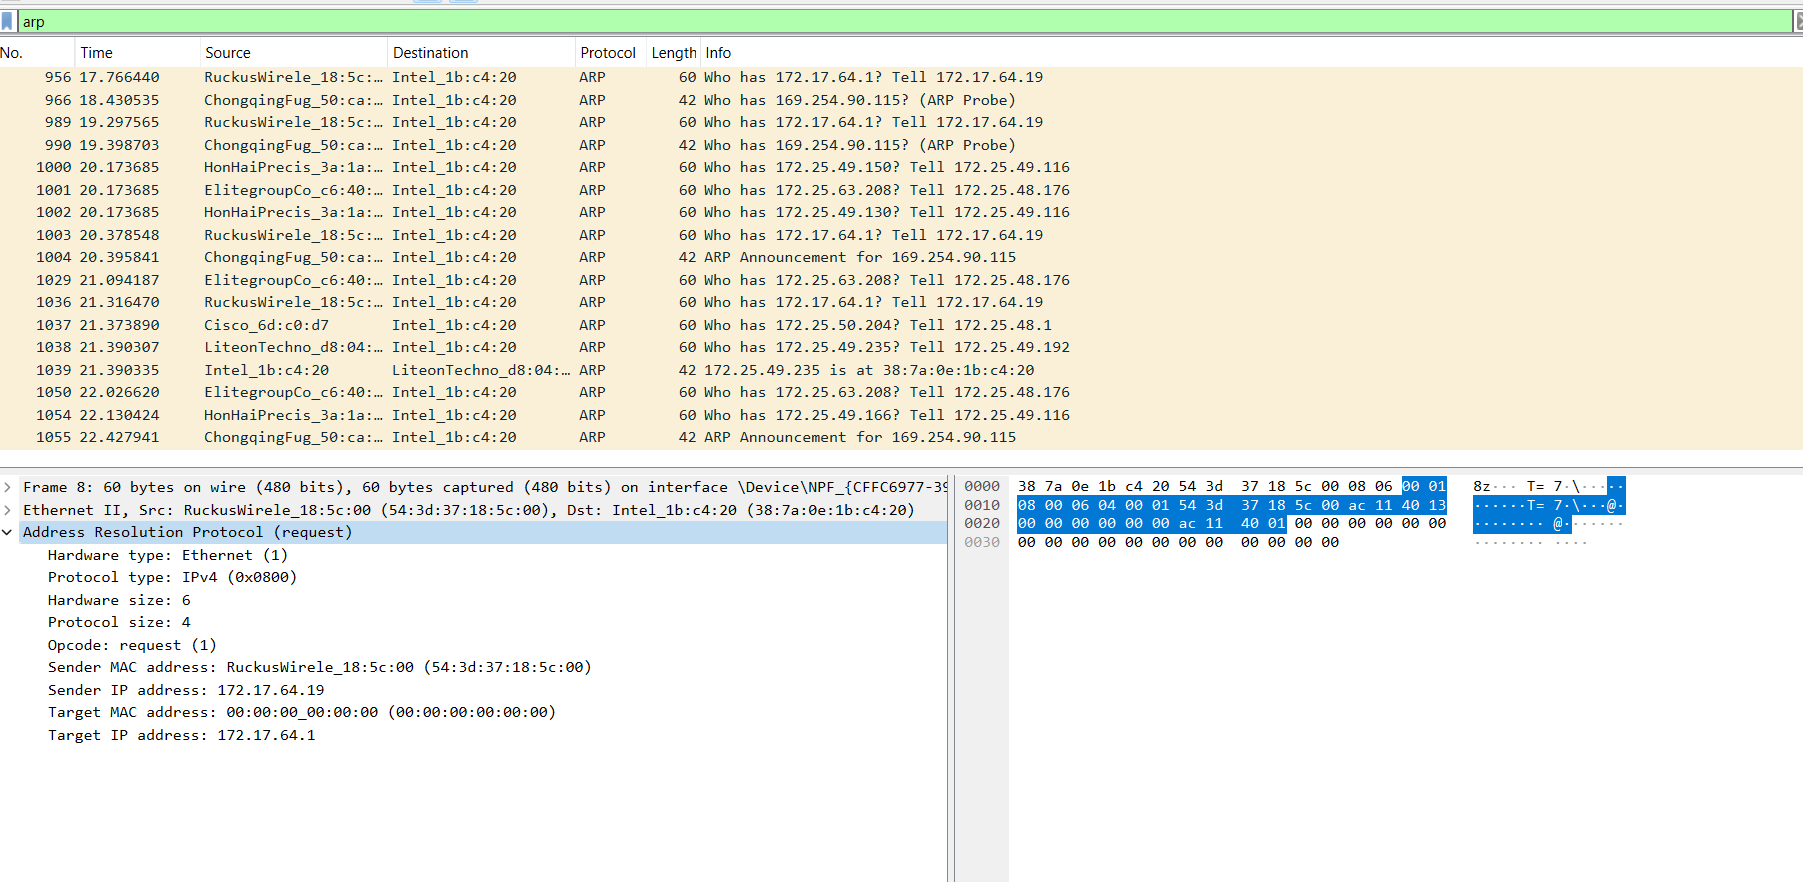 arp
No. Time Source Destination Protocol Length Info
956 17.766440 RuckusWirele_18:5c:… Intel_1b:c4:20 ARP 60 Who has 172.17.64.1? Tell 172.17.64.19
966 18.430535 ChongqingFug_50:ca:… Intel_1b:c4:20 ARP 42 Who has 169.254.90.115? (ARP Probe)
989 19.297565 RuckusWirele_18:5c:… Intel_1b:c4:20 ARP 60 Who has 172.17.64.1? Tell 172.17.64.19
990 19.398703 ChongqingFug_50:ca:… Intel_1b:c4:20 ARP 42 Who has 169.254.90.115? (ARP Probe)
1000 20.173685 HonHaiPrecis_3a:1a:… Intel_1b:c4:20 ARP 60 Who has 172.25.49.150? Tell 172.25.49.116
1001 20.173685 ElitegroupCo_c6:40:… Intel_1b:c4:20 ARP 60 Who has 172.25.63.208? Tell 172.25.48.176
1002 20.173685 HonHaiPrecis_3a:1a:… Intel_1b:c4:20 ARP 60 Who has 172.25.49.130? Tell 172.25.49.116
1003 20.378548 RuckusWirele_18:5c:… Intel_1b:c4:20 ARP 60 Who has 172.17.64.1? Tell 172.17.64.19
1004 20.395841 ChongqingFug_50:ca:… Intel_1b:c4:20 ARP 42 ARP Announcement for 169.254.90.115
1029 21.094187 ElitegroupCo_c6:40:… Intel_1b:c4:20 ARP 60 Who has 172.25.63.208? Tell 172.25.48.176
1036 21.316470 RuckusWirele_18:5c:… Intel_1b:c4:20 ARP 60 Who has 172.17.64.1? Tell 172.17.64.19
1037 21.373890 Cisco_6d:c0:d7 Intel_1b:c4:20 ARP 60 Who has 172.25.50.204? Tell 172.25.48.1
1038 21.390307 LiteonTechno_d8:04:… Intel_1b:c4:20 ARP 60 Who has 172.25.49.235? Tell 172.25.49.192
1039 21.390335 Intel_1b:c4:20 LiteonTechno_d8:04:… ARP 42 172.25.49.235 is at 38:7a:0e:1b:c4:20
1050 22.026620 ElitegroupCo_c6:40:… Intel_1b:c4:20 ARP 60 Who has 172.25.63.208? Tell 172.25.48.176
1054 22.130424 HonHaiPrecis_3a:1a:… Intel_1b:c4:20 ARP 60 Who has 172.25.49.166? Tell 172.25.49.116
1055 22.427941 ChongqingFug_50:ca:… Intel_1b:c4:20 ARP 42 ARP Announcement for 169.254.90.115
Frame 8: 60 bytes on wire (480 bits), 60 bytes captured (480 bits) on interface \Device\NPF_{CFFC6977-39
Ethernet II, Src: RuckusWirele_18:5c:00 (54:3d:37:18:5c:00), Dst: Intel_1b:c4:20 (38:7a:0e:1b:c4:20)
Address Resolution Protocol (request)
Hardware type: Ethernet (1)
Protocol type: IPv4 (0x0800)
Hardware size: 6
Protocol size: 4
Opcode: request (1)
Sender MAC address: RuckusWirele_18:5c:00 (54:3d:37:18:5c:00)
Sender IP address: 172.17.64.19
Target MAC address: 00:00:00_00:00:00 (00:00:00:00:00:00)
Target IP address: 172.17.64.1
0000 38 7a 0e 1b c4 20 54 3d 37 18 5c 00 08 06 00 01 8z··· T= 7·\·····
0010 08 00 06 04 00 01 54 3d 37 18 5c 00 ac 11 40 13 ······T= 7·\···@·
0020 00 00 00 00 00 00 ac 11 40 01 00 00 00 00 00 00 ········ @·······
0030 00 00 00 00 00 00 00 00 00 00 00 00 ········ ····